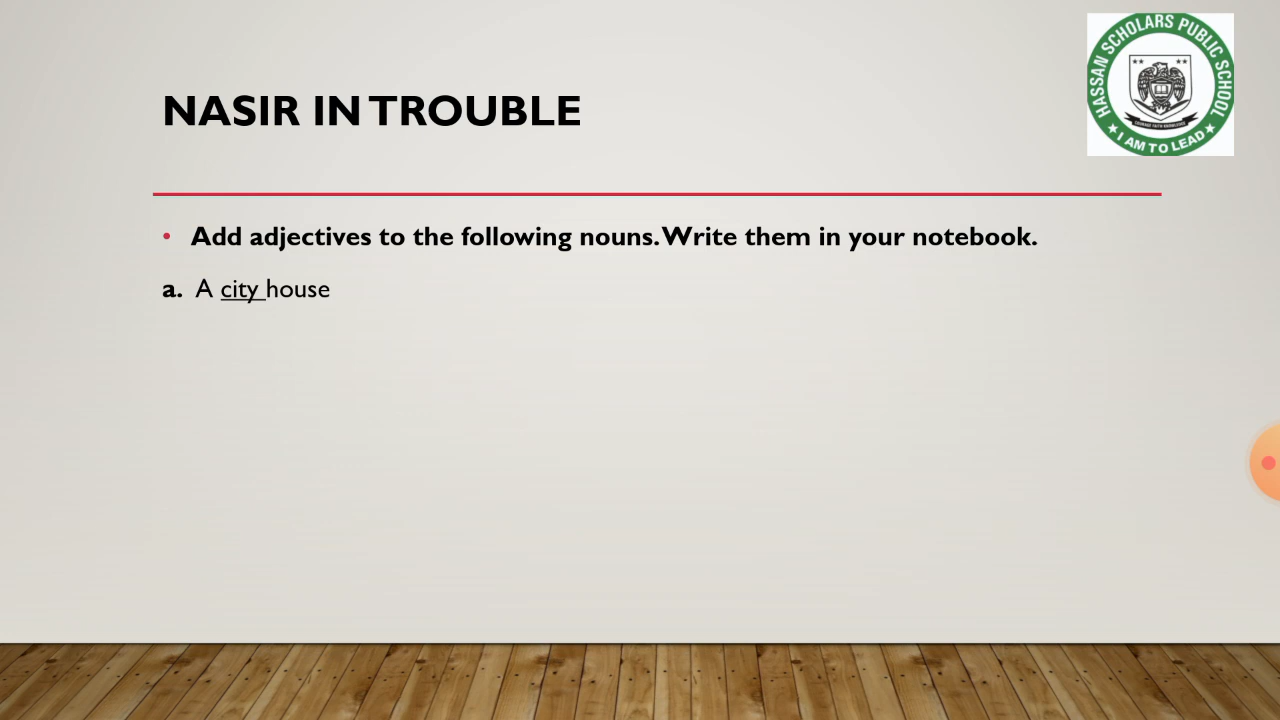 HASSAN SCHOLARS PUBLIC SCHOOL
I AM TO LEAD
NASIR IN TROUBLE
• Add adjectives to the following nouns. Write them in your notebook.
a. A city house